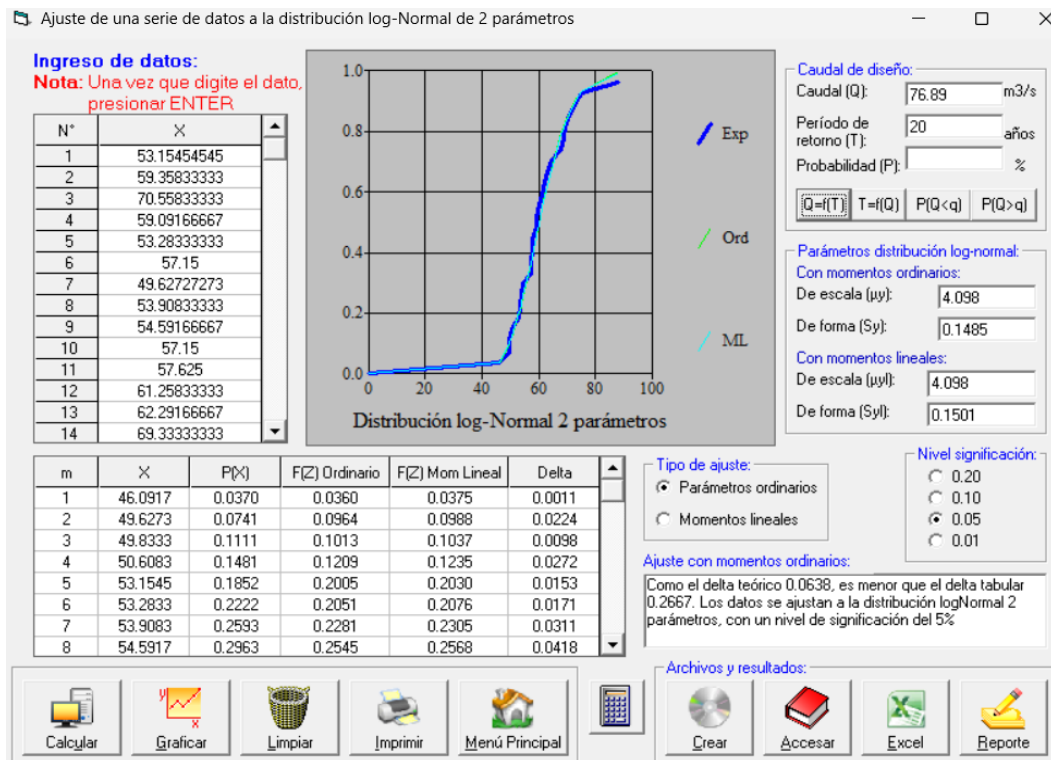 Ajuste de una serie de datos a la distribución log-Normal de 2 parámetros
Ingreso de datos:
Nota: Una vez que digite el dato,
presionar ENTER
N° X
1 53.15454545
2 59.35833333
3 70.55833333
4 59.09166667
5 53.28333333
6 57.15
7 49.62727273
8 53.90833333
9 54.59166667
10 57.15
11 57.625
12 61.25833333
13 62.29166667
14 69.33333333
1.0
0.8
0.6
0.4
0.2
0.0
0 20 40 60 80 100
Distribución log-Normal 2 parámetros
Exp
Ord
ML
Caudal de diseño:
Caudal (Q): 76.89 m3/s
Período de
retorno (T): 20 años
Probabilidad (P): %
Q=f(T) T=f(Q) P(Q<q) P(Q>q)
Parámetros distribución log-normal:
Con momentos ordinarios:
De escala (μy): 4.098
De forma (Sy): 0.1485
Con momentos lineales:
De escala (μyl): 4.098
De forma (Syl): 0.1501
m X P(X) F(Z) Ordinario F(Z) Mom Lineal Delta
1 46.0917 0.0370 0.0360 0.0375 0.0011
2 49.6273 0.0741 0.0964 0.0988 0.0224
3 49.8333 0.1111 0.1013 0.1037 0.0098
4 50.6083 0.1481 0.1209 0.1235 0.0272
5 53.1545 0.1852 0.2005 0.2030 0.0153
6 53.2833 0.2222 0.2051 0.2076 0.0171
7 53.9083 0.2593 0.2281 0.2305 0.0311
8 54.5917 0.2963 0.2545 0.2568 0.0418
Tipo de ajuste:
Parámetros ordinarios
Momentos lineales
Nivel significación:
0.20
0.10
0.05
0.01
Ajuste con momentos ordinarios:
Como el delta teórico 0.0638, es menor que el delta tabular
0.2667. Los datos se ajustan a la distribución logNormal 2
parámetros, con un nivel de significación del 5%
Calcular Graficar Limpiar Imprimir Menú Principal
Archivos y resultados:
Crear Accesar Excel Reporte